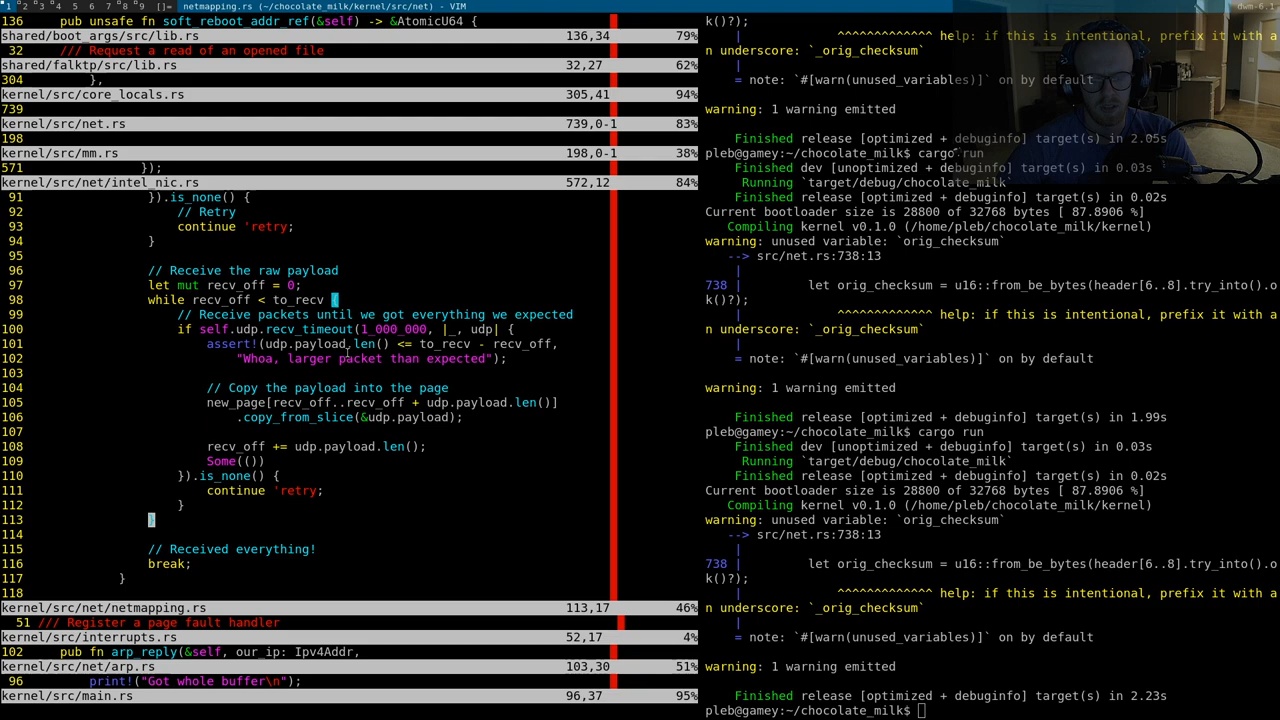 1 2 3 4 5 6 7 8 9 []= netmapping.rs (~/chocolate_milk/kernel/src/net) - VIM dwm-6.1
136 pub unsafe fn soft_reboot_addr_ref(&self) -> &AtomicU64 {
shared/boot_args/src/lib.rs 136,34 79%
32 /// Request a read of an opened file
shared/falktp/src/lib.rs 32,27 62%
304 },
kernel/src/core_locals.rs 305,41 94%
739
kernel/src/net.rs 739,0-1 83%
198
kernel/src/mm.rs 198,0-1 38%
571 });
kernel/src/net/intel_nic.rs 572,12 84%
91 }).is_none() {
92 // Retry
93 continue 'retry;
94 }
95
96 // Receive the raw payload
97 let mut recv_off = 0;
98 while recv_off < to_recv {
99 // Receive packets until we got everything we expected
100 if self.udp.recv_timeout(1_000_000, |_, udp| {
101 assert!(udp.payload.len() <= to_recv - recv_off,
102 "Whoa, larger packet than expected");
103
104 // Copy the payload into the page
105 new_page[recv_off..recv_off + udp.payload.len()]
106 .copy_from_slice(&udp.payload);
107
108 recv_off += udp.payload.len();
109 Some(())
110 }).is_none() {
111 continue 'retry;
112 }
113 }
114
115 // Received everything!
116 break;
117 }
118
kernel/src/net/netmapping.rs 113,17 46%
51 /// Register a page fault handler
kernel/src/interrupts.rs 52,17 4%
102 pub fn arp_reply(&self, our_ip: Ipv4Addr,
kernel/src/net/arp.rs 103,30 51%
96 print!("Got whole buffer\n");
kernel/src/main.rs 96,37 95%
k()?);
^^^^^^^^^^^^^ help: if this is intentional, prefix it with a
n underscore: `_orig_checksum`
|
= note: `#[warn(unused_variables)]` on by default
warning: 1 warning emitted
Finished release [optimized + debuginfo] target(s) in 2.05s
pleb@gamey:~/chocolate_milk$ cargo run
Finished dev [unoptimized + debuginfo] target(s) in 0.03s
Running `target/debug/chocolate_milk`
Finished release [optimized + debuginfo] target(s) in 0.02s
Current bootloader size is 28800 of 32768 bytes [ 87.8906 %]
Compiling kernel v0.1.0 (/home/pleb/chocolate_milk/kernel)
warning: unused variable: `orig_checksum`
--> src/net.rs:738:13
|
738 | let orig_checksum = u16::from_be_bytes(header[6..8].try_into().o
k()?);
| ^^^^^^^^^^^^^ help: if this is intentional, prefix it with a
n underscore: `_orig_checksum`
|
= note: `#[warn(unused_variables)]` on by default
warning: 1 warning emitted
Finished release [optimized + debuginfo] target(s) in 1.99s
pleb@gamey:~/chocolate_milk$ cargo run
Finished dev [unoptimized + debuginfo] target(s) in 0.03s
Running `target/debug/chocolate_milk`
Finished release [optimized + debuginfo] target(s) in 0.02s
Current bootloader size is 28800 of 32768 bytes [ 87.8906 %]
Compiling kernel v0.1.0 (/home/pleb/chocolate_milk/kernel)
warning: unused variable: `orig_checksum`
--> src/net.rs:738:13
|
738 | let orig_checksum = u16::from_be_bytes(header[6..8].try_into().o
k()?);
| ^^^^^^^^^^^^^ help: if this is intentional, prefix it with a
n underscore: `_orig_checksum`
|
= note: `#[warn(unused_variables)]` on by default
warning: 1 warning emitted
Finished release [optimized + debuginfo] target(s) in 2.23s
pleb@gamey:~/chocolate_milk$